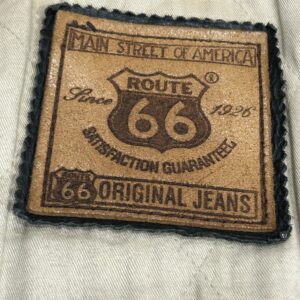 MAIN STREET OF AMERICA
ROUTE ®
66
Since 1926
SATISFACTION GUARANTEED
ROUTE
66
ORIGINAL JEANS